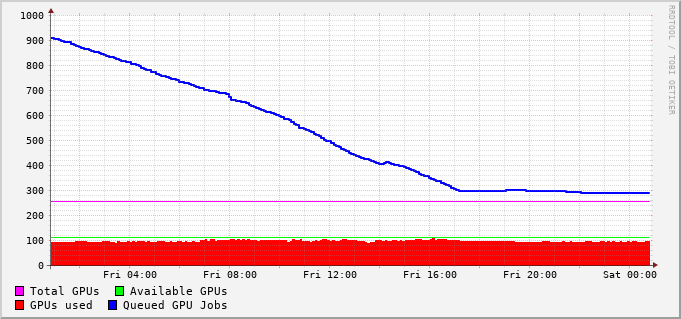 1000
900
800
700
600
500
400
300
200
100
0
Fri 04:00 Fri 08:00 Fri 12:00 Fri 16:00 Fri 20:00 Sat 00:00
Total GPUs Available GPUs
GPUs used Queued GPU Jobs
RRDTOOL / TOBI OETIKER